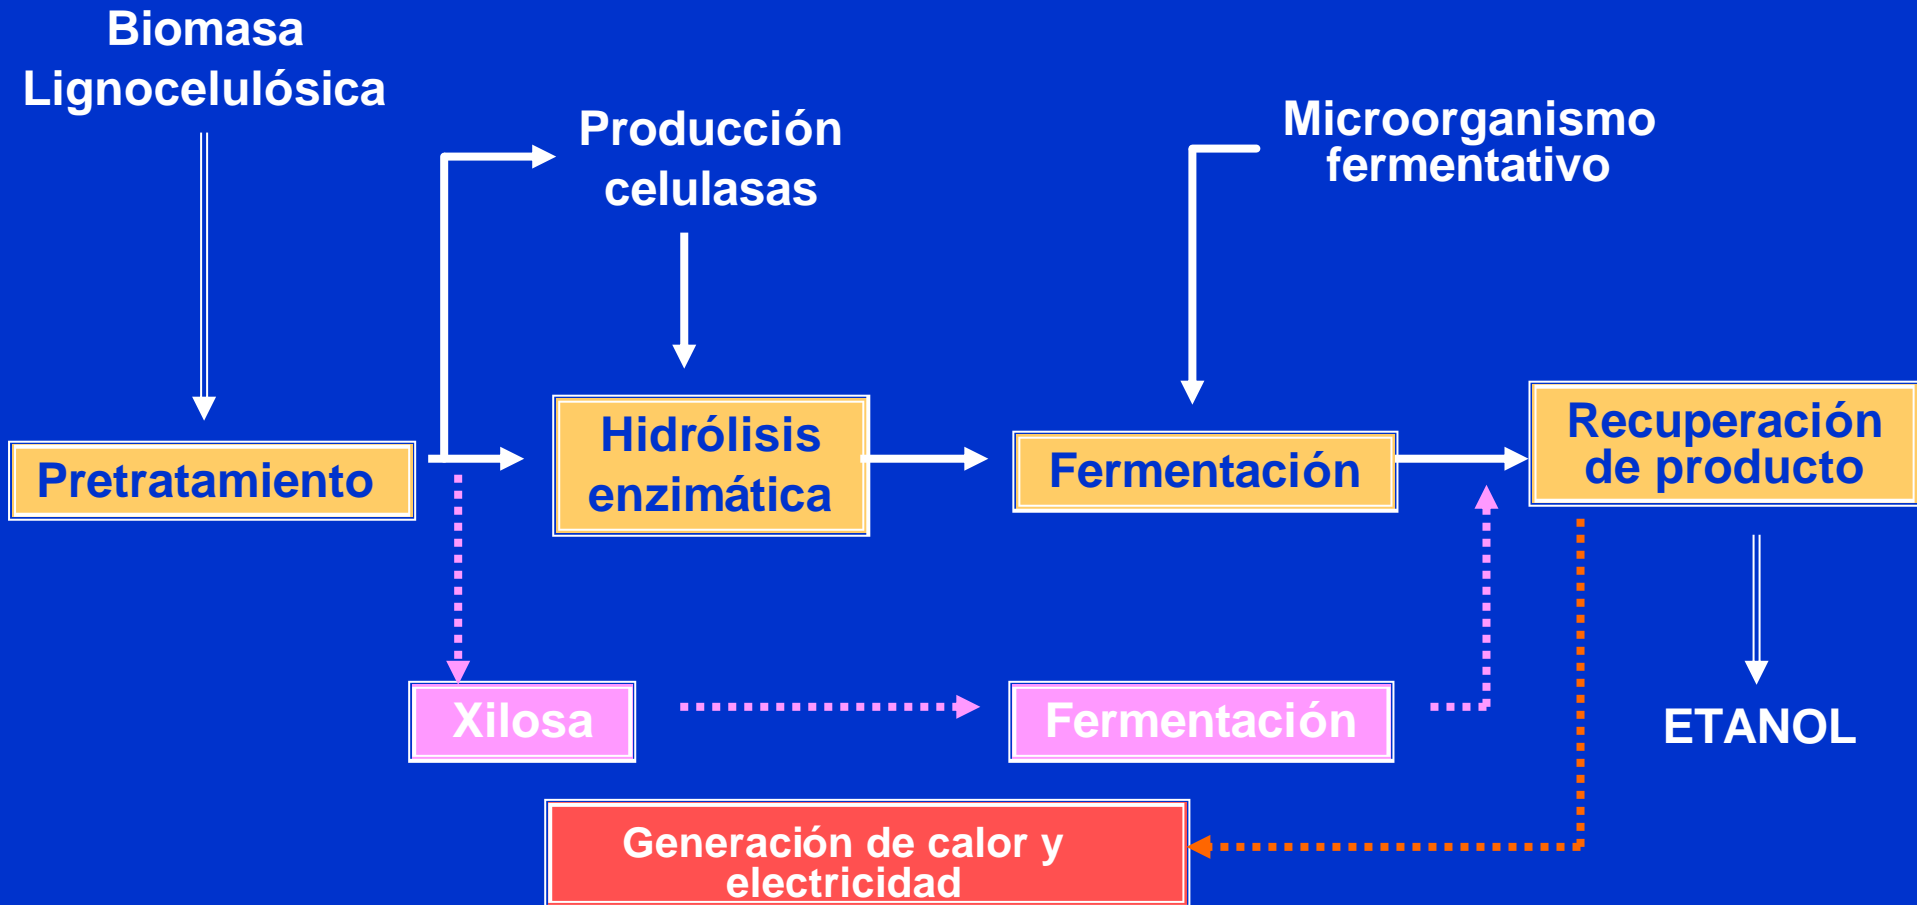 Biomasa
Lignocelulósica
Producción
celulasas
Microorganismo
fermentativo
Pretratamiento
Hidrólisis
enzimática
Fermentación
Recuperación
de producto
Xilosa
Fermentación
ETANOL
Generación de calor y
electricidad